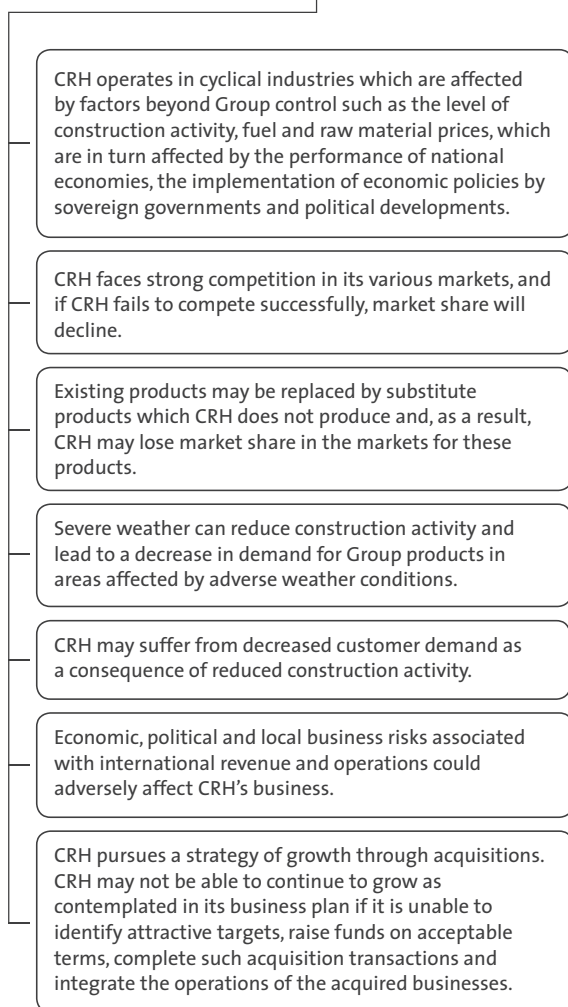 CRH operates in cyclical industries which are affected
by factors beyond Group control such as the level of
construction activity, fuel and raw material prices, which
are in turn affected by the performance of national
economies, the implementation of economic policies by
sovereign governments and political developments.
CRH faces strong competition in its various markets, and
if CRH fails to compete successfully, market share will
decline.
Existing products may be replaced by substitute
products which CRH does not produce and, as a result,
CRH may lose market share in the markets for these
products.
Severe weather can reduce construction activity and
lead to a decrease in demand for Group products in
areas affected by adverse weather conditions.
CRH may suffer from decreased customer demand as
a consequence of reduced construction activity.
Economic, political and local business risks associated
with international revenue and operations could
adversely affect CRH’s business.
CRH pursues a strategy of growth through acquisitions.
CRH may not be able to continue to grow as
contemplated in its business plan if it is unable to
identify attractive targets, raise funds on acceptable
terms, complete such acquisition transactions and
integrate the operations of the acquired businesses.